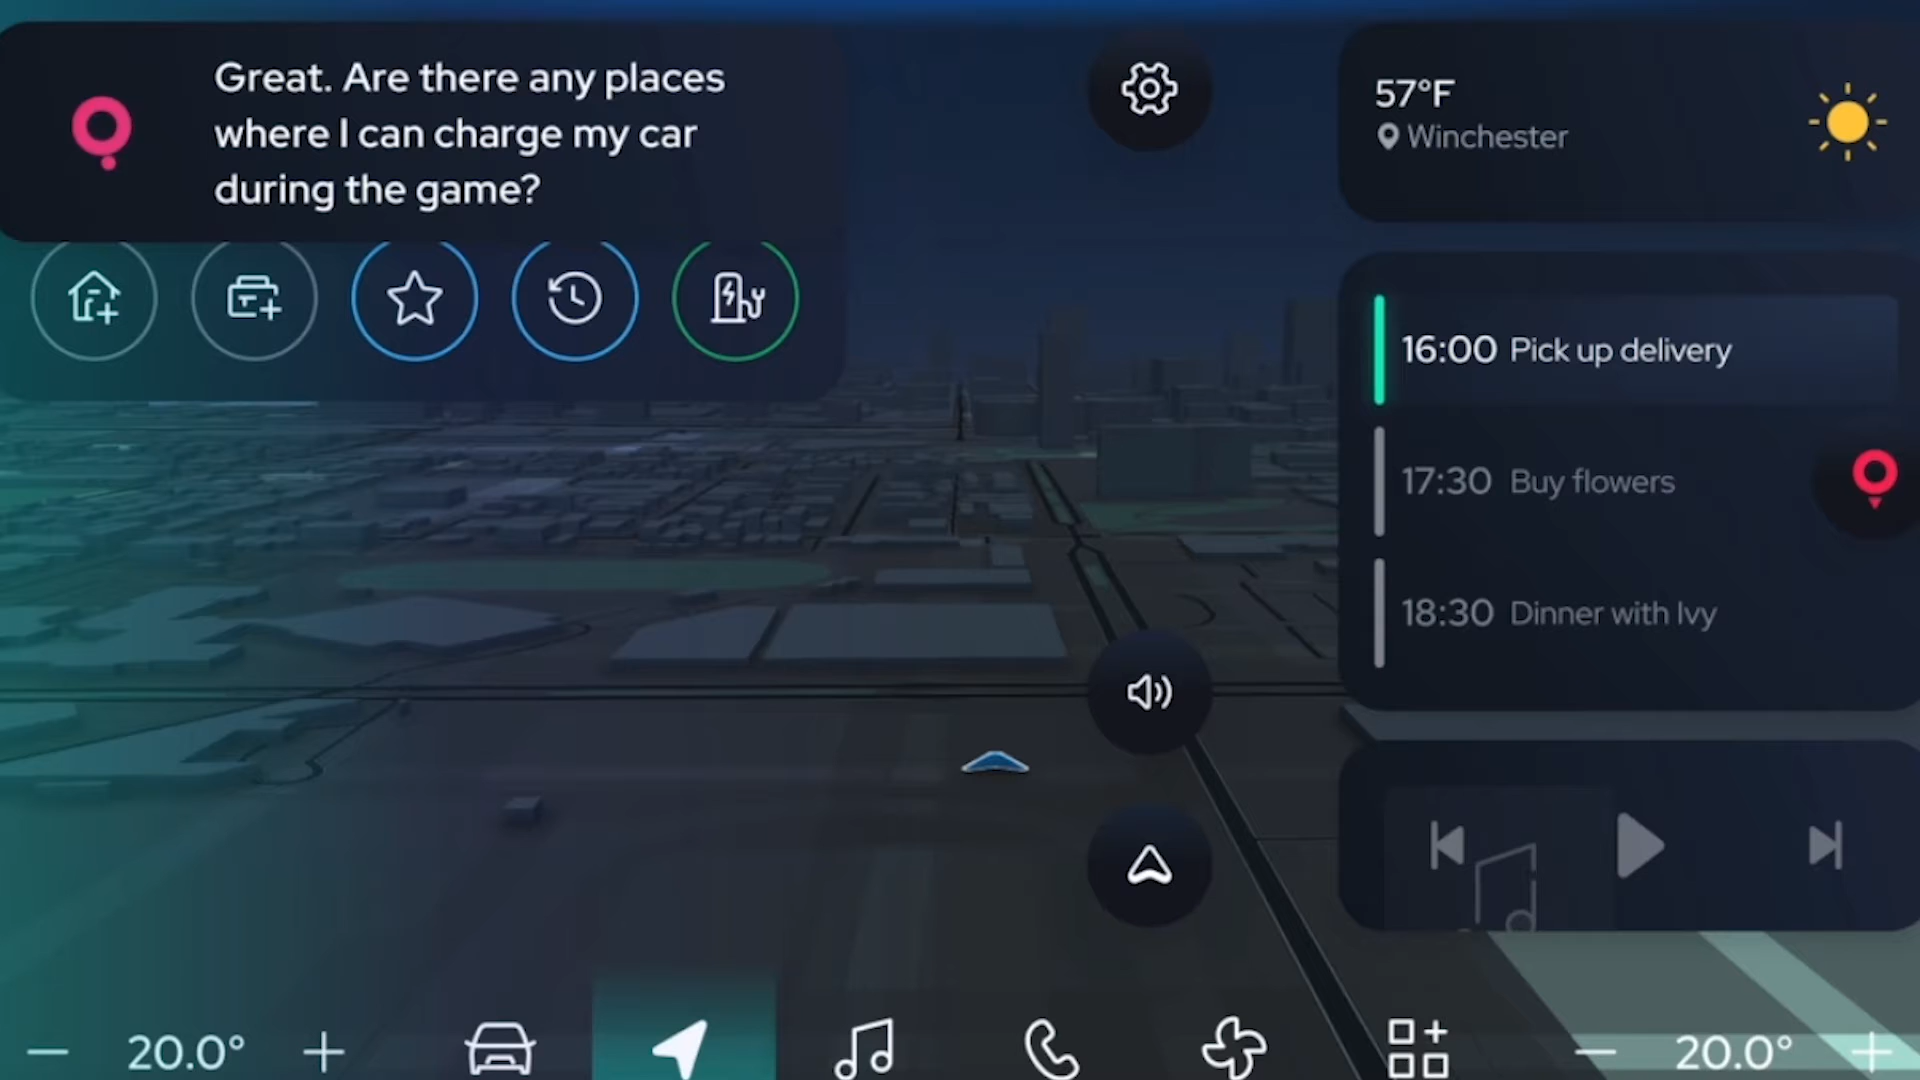 Great. Are there any places
where I can charge my car
during the game?
57°F
Winchester
16:00 Pick up delivery
17:30 Buy flowers
18:30 Dinner with Ivy
20.0°
20.0°